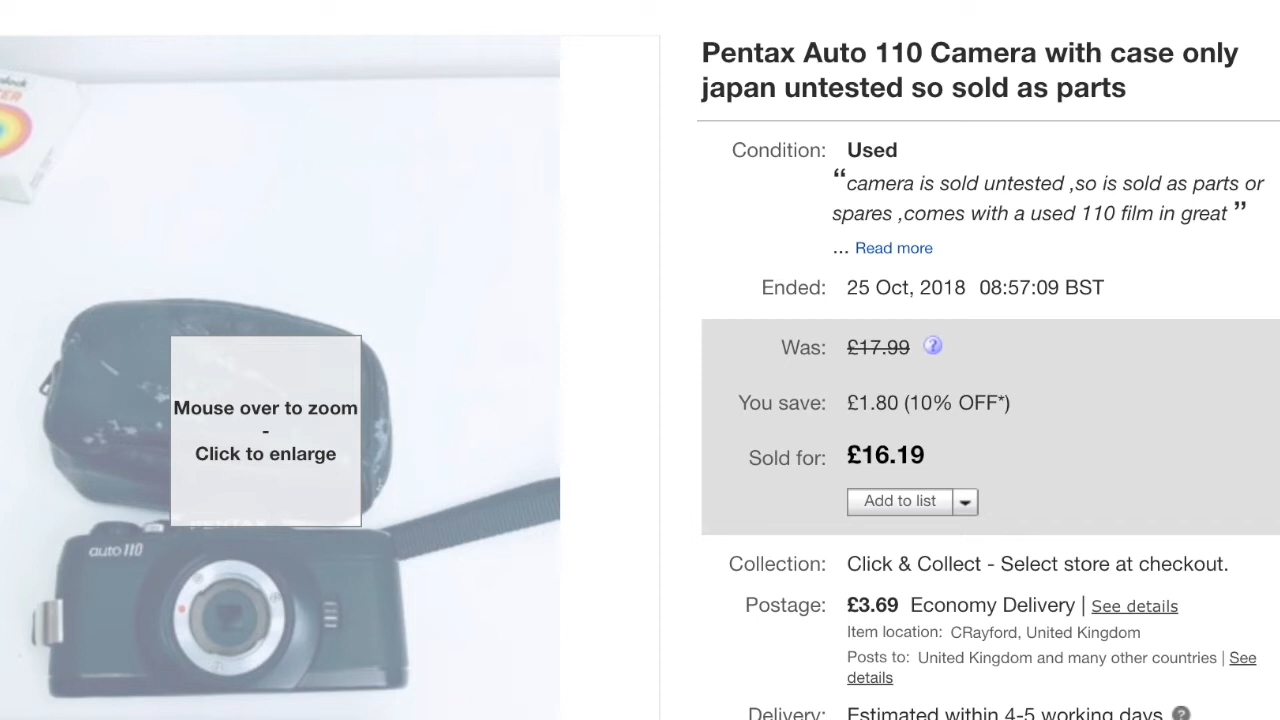 Pentax Auto 110 Camera with case only
japan untested so sold as parts
Condition: Used
“camera is sold untested ,so is sold as parts or
spares ,comes with a used 110 film in great ”
... Read more
Ended: 25 Oct, 2018 08:57:09 BST
Was: £17.99 ?
You save: £1.80 (10% OFF*)
Sold for: £16.19
Add to list
Collection: Click & Collect - Select store at checkout.
Postage: £3.69 Economy Delivery | See details
Item location: CRayford, United Kingdom
Posts to: United Kingdom and many other countries | See
details
Delivery: Estimated within 4-5 working days ?
Mouse over to zoom
-
Click to enlarge
PENTAX
auto 110